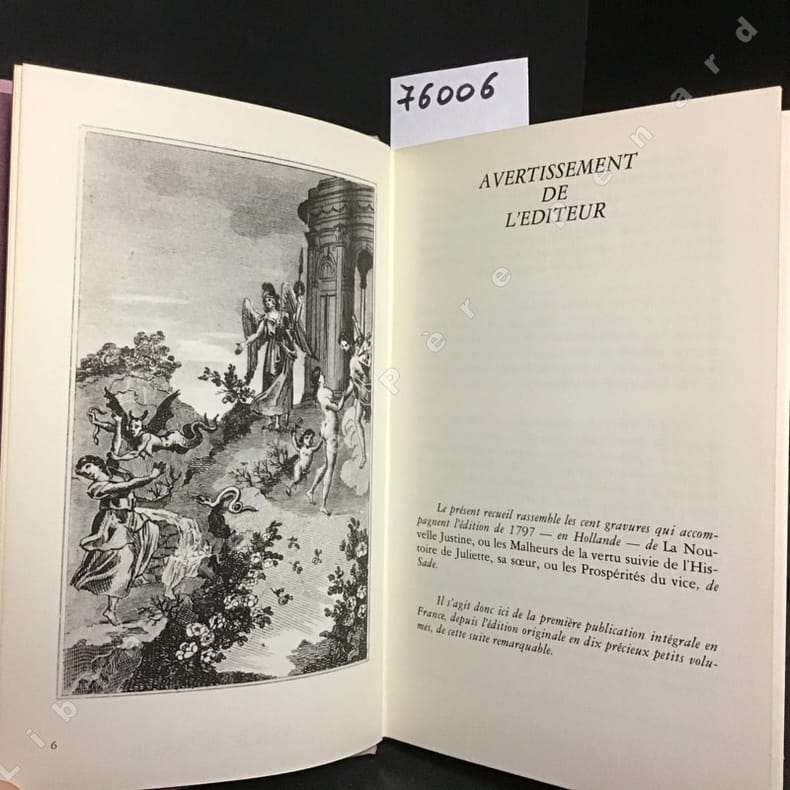 76006
AVERTISSEMENT
DE
L'EDITEUR
Le présent recueil rassemble les cent gravures qui accom-
pagnent l'édition de 1797 — en Hollande — de La Nou-
velle Justine, ou les Malheurs de la vertu suivie de l'His-
toire de Juliette, sa sœur, ou les Prospérités du vice, de
Sade.
Il s'agit donc ici de la première publication intégrale en
France, depuis l'édition originale en dix précieux petits volu-
mes, de cette suite remarquable.
6